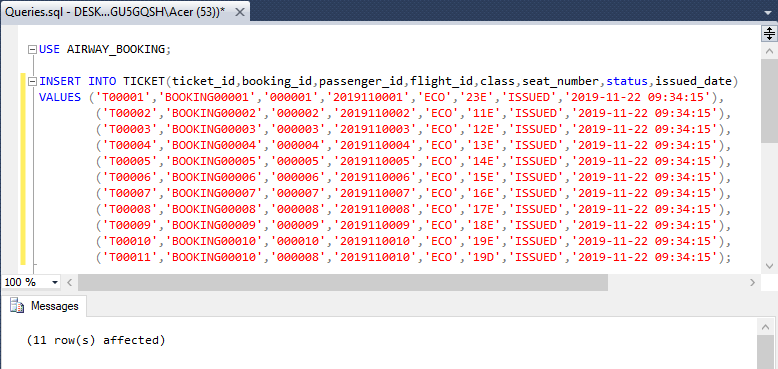 Queries.sql - DESK...GU5GQSH\Acer (53))*
USE AIRWAY_BOOKING;
INSERT INTO TICKET(ticket_id,booking_id,passenger_id,flight_id,class,seat_number,status,issued_date)
VALUES ('T00001','BOOKING00001','000001','2019110001','ECO','23E','ISSUED','2019-11-22 09:34:15'),
('T00002','BOOKING00002','000002','2019110002','ECO','11E','ISSUED','2019-11-22 09:34:15'),
('T00003','BOOKING00003','000003','2019110003','ECO','12E','ISSUED','2019-11-22 09:34:15'),
('T00004','BOOKING00004','000004','2019110004','ECO','13E','ISSUED','2019-11-22 09:34:15'),
('T00005','BOOKING00005','000005','2019110005','ECO','14E','ISSUED','2019-11-22 09:34:15'),
('T00006','BOOKING00006','000006','2019110006','ECO','15E','ISSUED','2019-11-22 09:34:15'),
('T00007','BOOKING00007','000007','2019110007','ECO','16E','ISSUED','2019-11-22 09:34:15'),
('T00008','BOOKING00008','000008','2019110008','ECO','17E','ISSUED','2019-11-22 09:34:15'),
('T00009','BOOKING00009','000009','2019110009','ECO','18E','ISSUED','2019-11-22 09:34:15'),
('T00010','BOOKING00010','000010','2019110010','ECO','19E','ISSUED','2019-11-22 09:34:15'),
('T00011','BOOKING00010','000008','2019110010','ECO','19D','ISSUED','2019-11-22 09:34:15');
100 %
Messages
(11 row(s) affected)